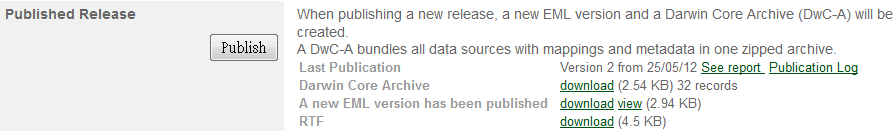 Published Release
Publish
When publishing a new release, a new EML version and a Darwin Core Archive (DwC-A) will be
created.
A DwC-A bundles all data sources with mappings and metadata in one zipped archive.
Last Publication Version 2 from 25/05/12 See report Publication Log
Darwin Core Archive download (2.54 KB) 32 records
A new EML version has been published download view (2.94 KB)
RTF download (4.5 KB)